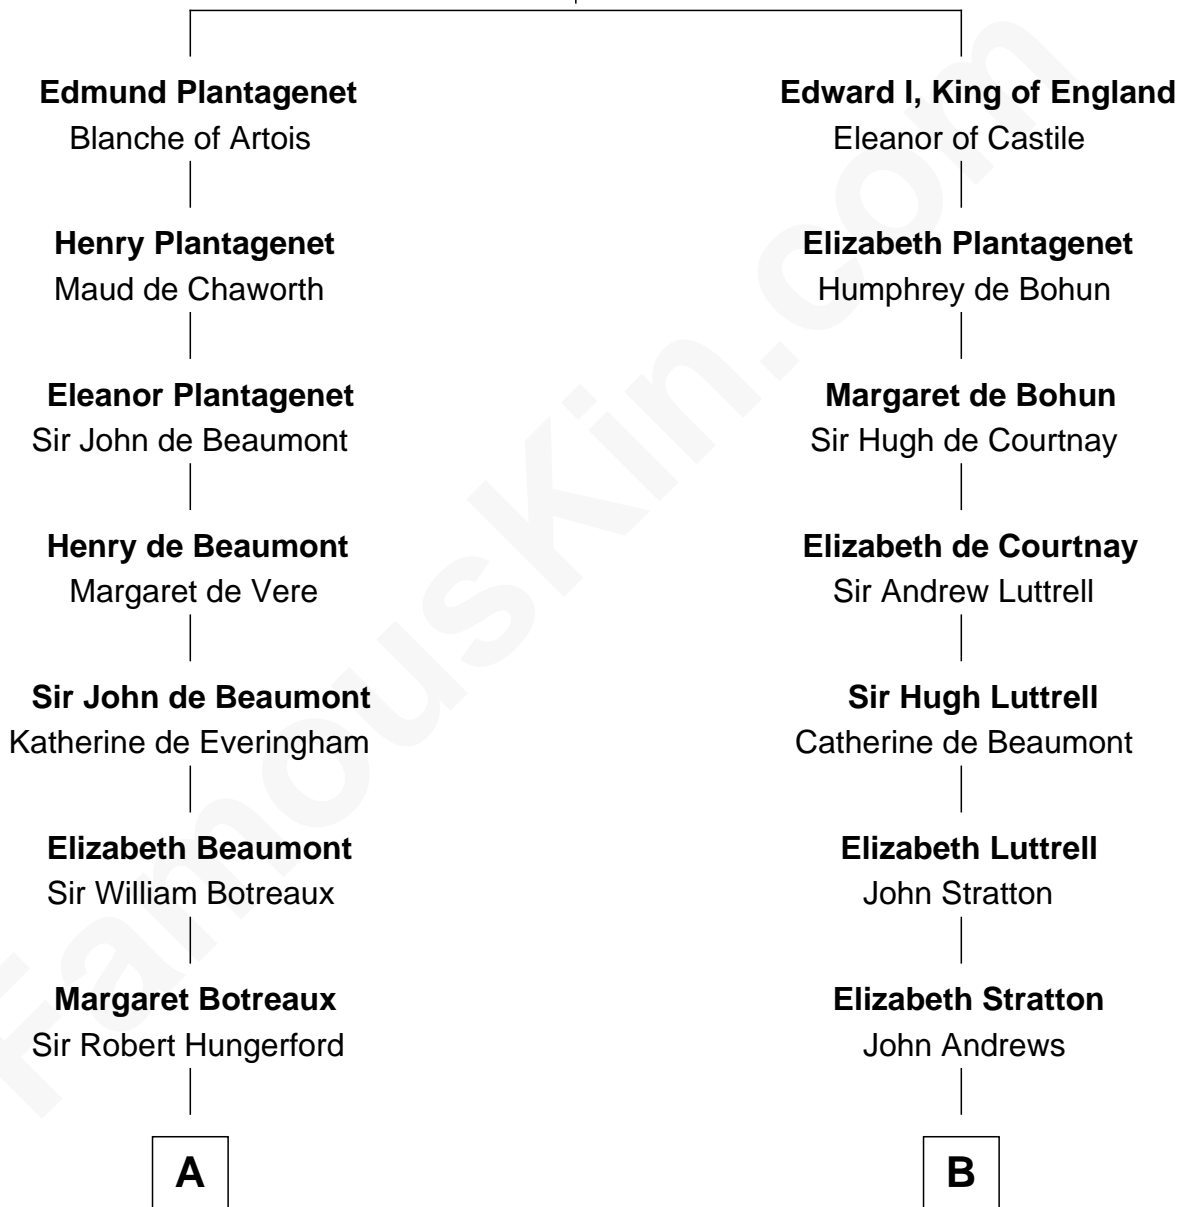 Edmund Plantagenet
Blanche of Artois
Henry Plantagenet
Maud de Chaworth
Eleanor Plantagenet
Sir John de Beaumont
Henry de Beaumont
Margaret de Vere
Sir John de Beaumont
Katherine de Everingham
Elizabeth Beaumont
Sir William Botreaux
Margaret Botreaux
Sir Robert Hungerford
A
Edward I, King of England
Eleanor of Castile
Elizabeth Plantagenet
Humphrey de Bohun
Margaret de Bohun
Sir Hugh de Courtnay
Elizabeth de Courtnay
Sir Andrew Luttrell
Sir Hugh Luttrell
Catherine de Beaumont
Elizabeth Luttrell
John Stratton
Elizabeth Stratton
John Andrews
B
FamousKin.com